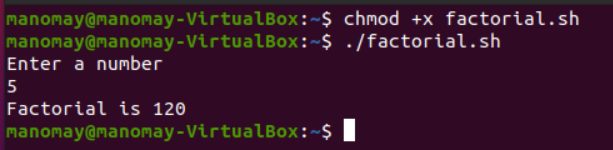 manomay@manomay-VirtualBox:~$ chmod +x factorial.sh
manomay@manomay-VirtualBox:~$ ./factorial.sh
Enter a number
5
Factorial is 120
manomay@manomay-VirtualBox:~$